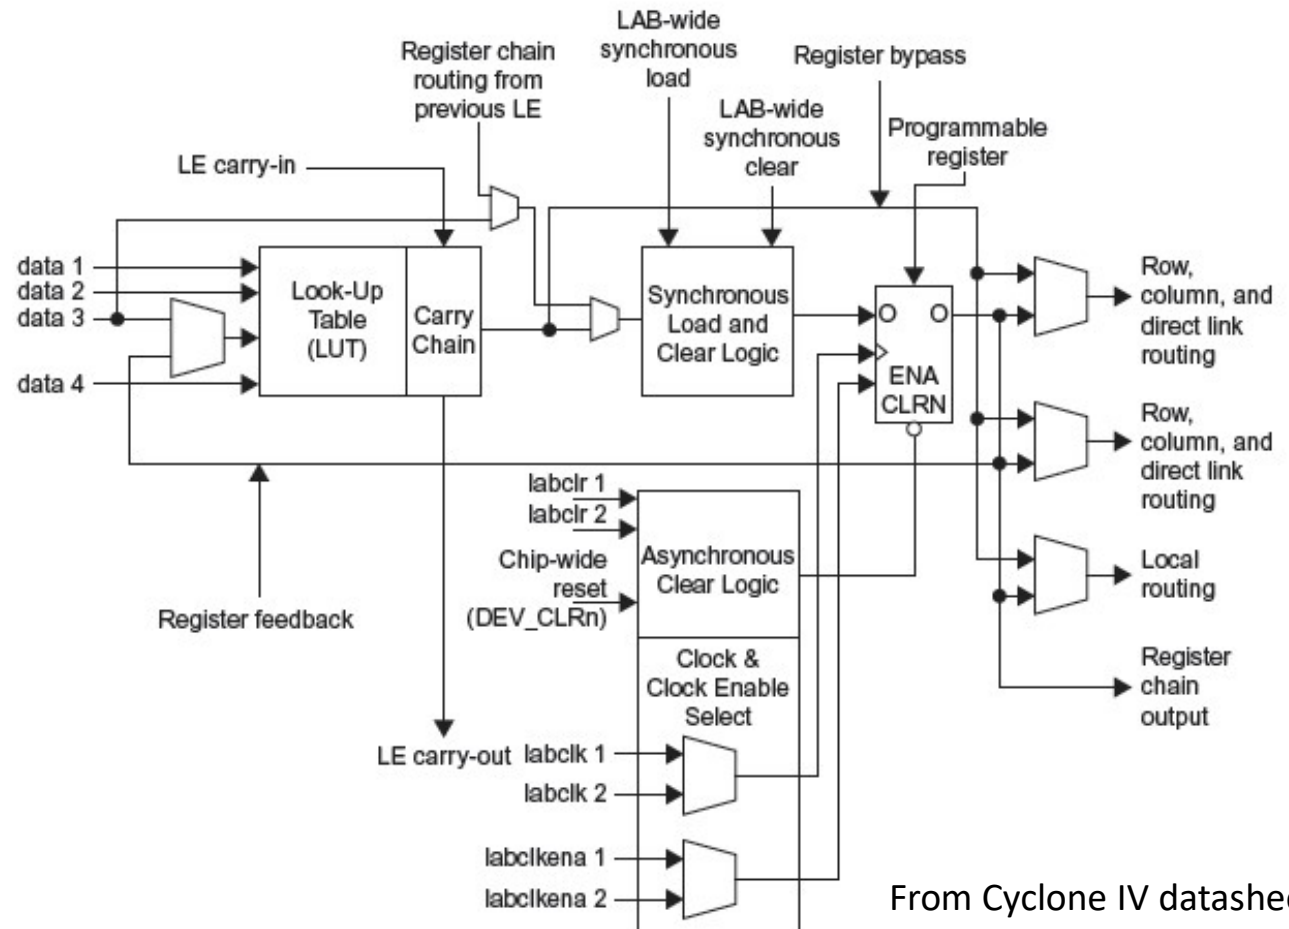 LAB-wide
synchronous
load
Register chain
routing from
previous LE
Register bypass
LAB-wide
synchronous
clear
Programmable
register
LE carry-in
data 1
data 2
data 3
data 4
Look-Up
Table
(LUT)
Carry
Chain
Synchronous
Load and
Clear Logic
O O
ENA
CLRN
Row,
column, and
direct link
routing
Row,
column, and
direct link
routing
Local
routing
Register
chain
output
Register feedback
labclr 1
labclr 2
Chip-wide
reset
(DEV_CLRn)
Asynchronous
Clear Logic
Clock &
Clock Enable
Select
LE carry-out
labclk 1
labclk 2
labclkena 1
labclkena 2
From Cyclone IV datashee